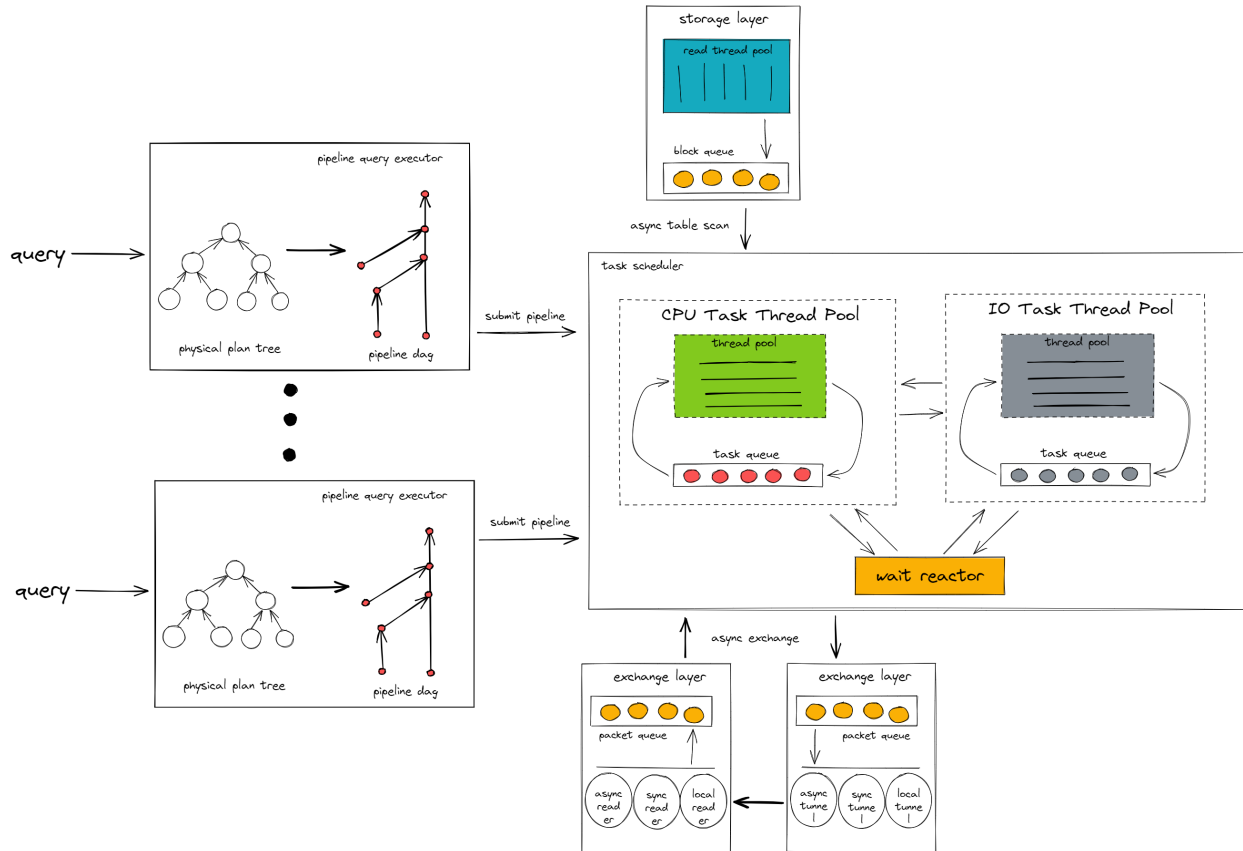 storage layer
read thread pool
block queue
async table scan
query
pipeline query executor
physical plan tree
pipeline dag
submit pipeline
query
pipeline query executor
physical plan tree
pipeline dag
submit pipeline
task scheduler
CPU Task Thread Pool
thread pool
task queue
IO Task Thread Pool
thread pool
task queue
wait reactor
async exchange
exchange layer
packet queue
async
read
er
sync
read
er
local
read
er
exchange layer
packet queue
async
tunne
l
sync
tunne
l
local
tunne
l